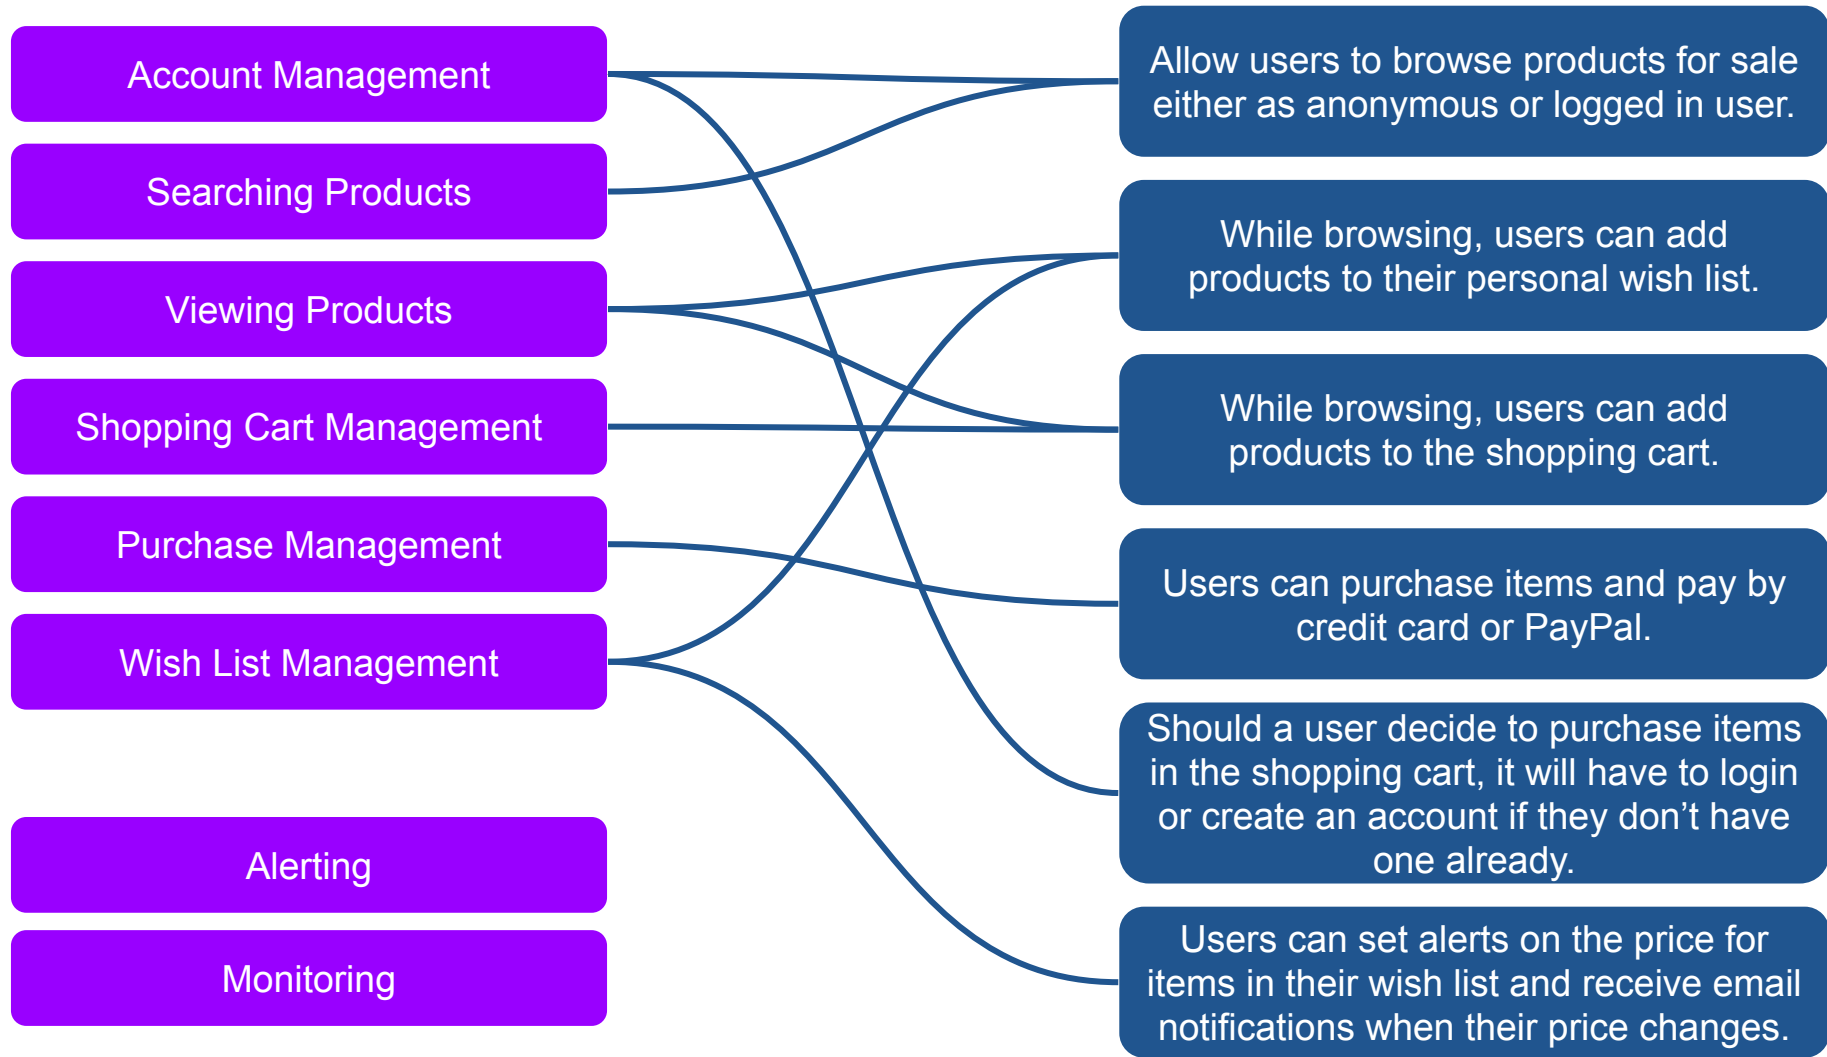 Account Management
Searching Products
Viewing Products
Shopping Cart Management
Purchase Management
Wish List Management
Alerting
Monitoring
Allow users to browse products for sale
either as anonymous or logged in user.
While browsing, users can add
products to their personal wish list.
While browsing, users can add
products to the shopping cart.
Users can purchase items and pay by
credit card or PayPal.
Should a user decide to purchase items
in the shopping cart, it will have to login
or create an account if they don’t have
one already.
Users can set alerts on the price for
items in their wish list and receive email
notifications when their price changes.